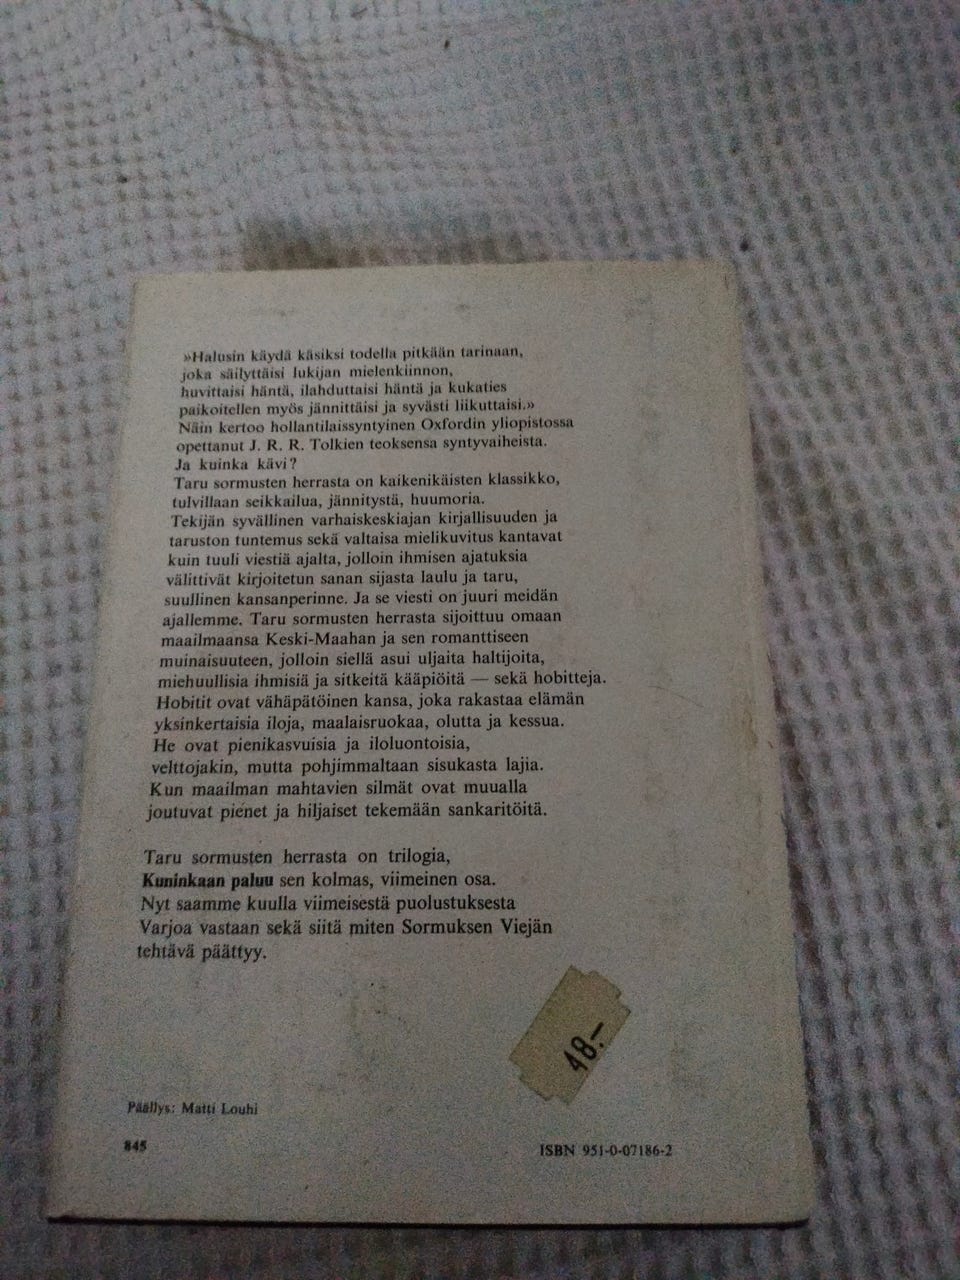 »Halusin käydä käsiksi todella pitkään tarinaan,
joka säilyttäisi lukijan mielenkiinnon,
huvittaisi häntä, ilahduttaisi häntä ja kukaties
paikoitellen myös jännittäisi ja syvästi liikuttaisi.»
Näin kertoo hollantilaissyntyinen Oxfordin yliopistossa
opettanut J. R. R. Tolkien teoksensa syntyvaiheista.
Ja kuinka kävi?
Taru sormusten herrasta on kaikenikäisten klassikko,
tulvillaan seikkailua, jännitystä, huumoria.
Tekijän syvällinen varhaiskeskiajan kirjallisuuden ja
taruston tuntemus sekä valtaisa mielikuvitus kantavat
kuin tuuli viestiä ajalta, jolloin ihmisen ajatuksia
välittivät kirjoitetun sanan sijasta laulu ja taru,
suullinen kansanperinne. Ja se viesti on juuri meidän
ajallemme. Taru sormusten herrasta sijoittuu omaan
maailmaansa Keski-Maahan ja sen romanttiseen
muinaisuuteen, jolloin siellä asui uljaita haltijoita,
miehuullisia ihmisiä ja sitkeitä kääpiöitä — sekä hobitteja.
Hobitit ovat vähäpätöinen kansa, joka rakastaa elämän
yksinkertaisia iloja, maalaisruokaa, olutta ja kessua.
He ovat pienikasvuisia ja iloluontoisia,
velttojakin, mutta pohjimmaltaan sisukasta lajia.
Kun maailman mahtavien silmät ovat muualla
joutuvat pienet ja hiljaiset tekemään sankaritöitä.
Taru sormusten herrasta on trilogia,
Kuninkaan paluu sen kolmas, viimeinen osa.
Nyt saamme kuulla viimeisestä puolustuksesta
Varjoa vastaan sekä siitä miten Sormuksen Viejän
tehtävä päättyy.
48.–
Päällys: Matti Louhi
845
ISBN 951-0-07186-2